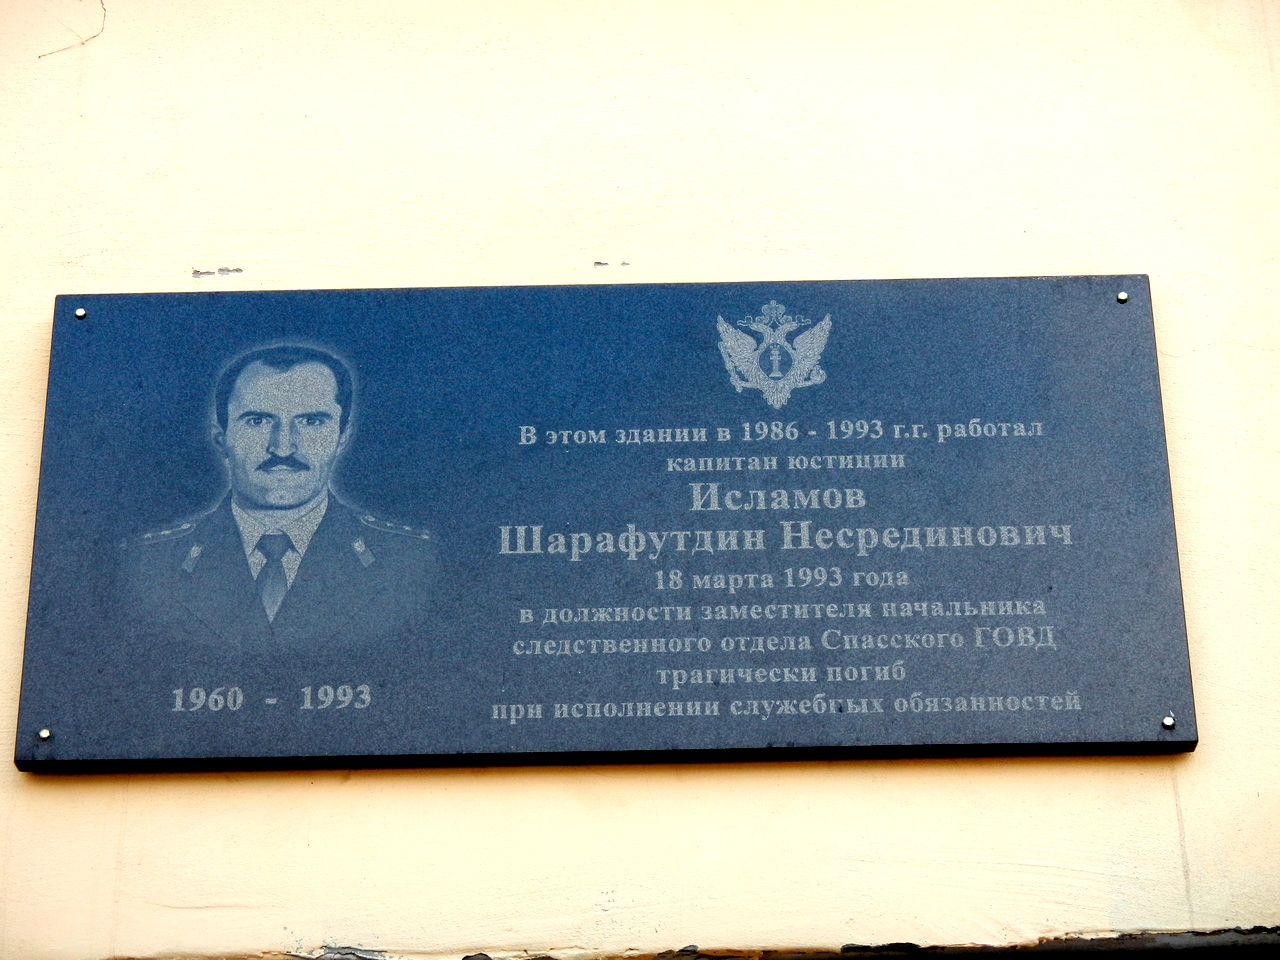 В этом здании в 1986 - 1993 г.г. работал
капитан юстиции
Исламов
Шарафутдин Несрединович
18 марта 1993 года
в должности заместителя начальника
следственного отдела Спасского ГОВД
трагически погиб
при исполнении служебных обязанностей
1960 - 1993